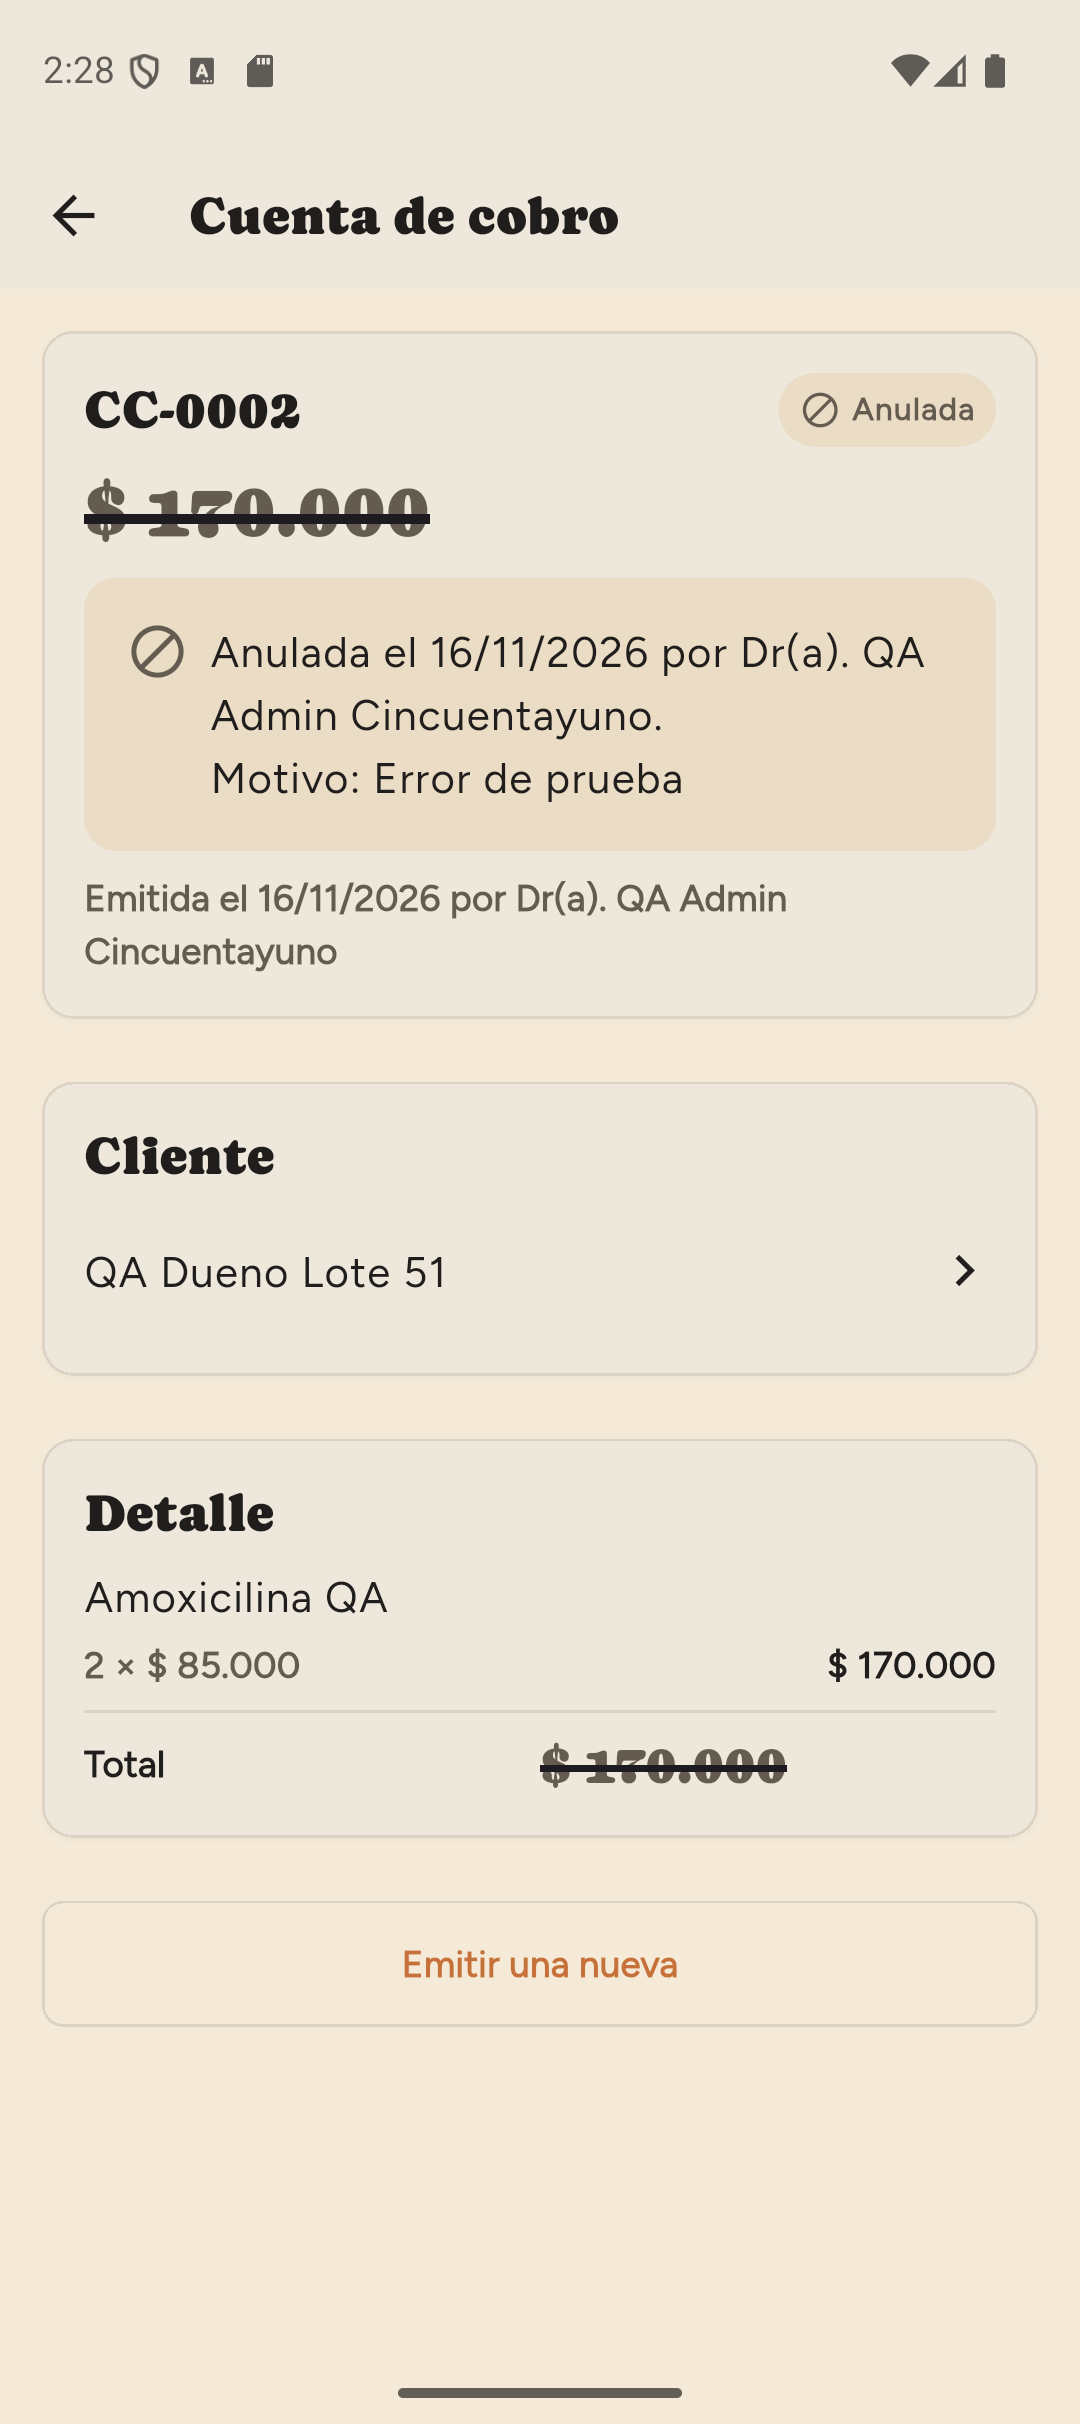 2:28
Cuenta de cobro
CC-0002
Anulada
$ 170.000
Anulada el 16/11/2026 por Dr(a). QA
Admin Cincuentayuno.
Motivo: Error de prueba
Emitida el 16/11/2026 por Dr(a). QA Admin
Cincuentayuno
Cliente
QA Dueno Lote 51
Detalle
Amoxicilina QA
2 × $ 85.000
$ 170.000
Total
$ 170.000
Emitir una nueva